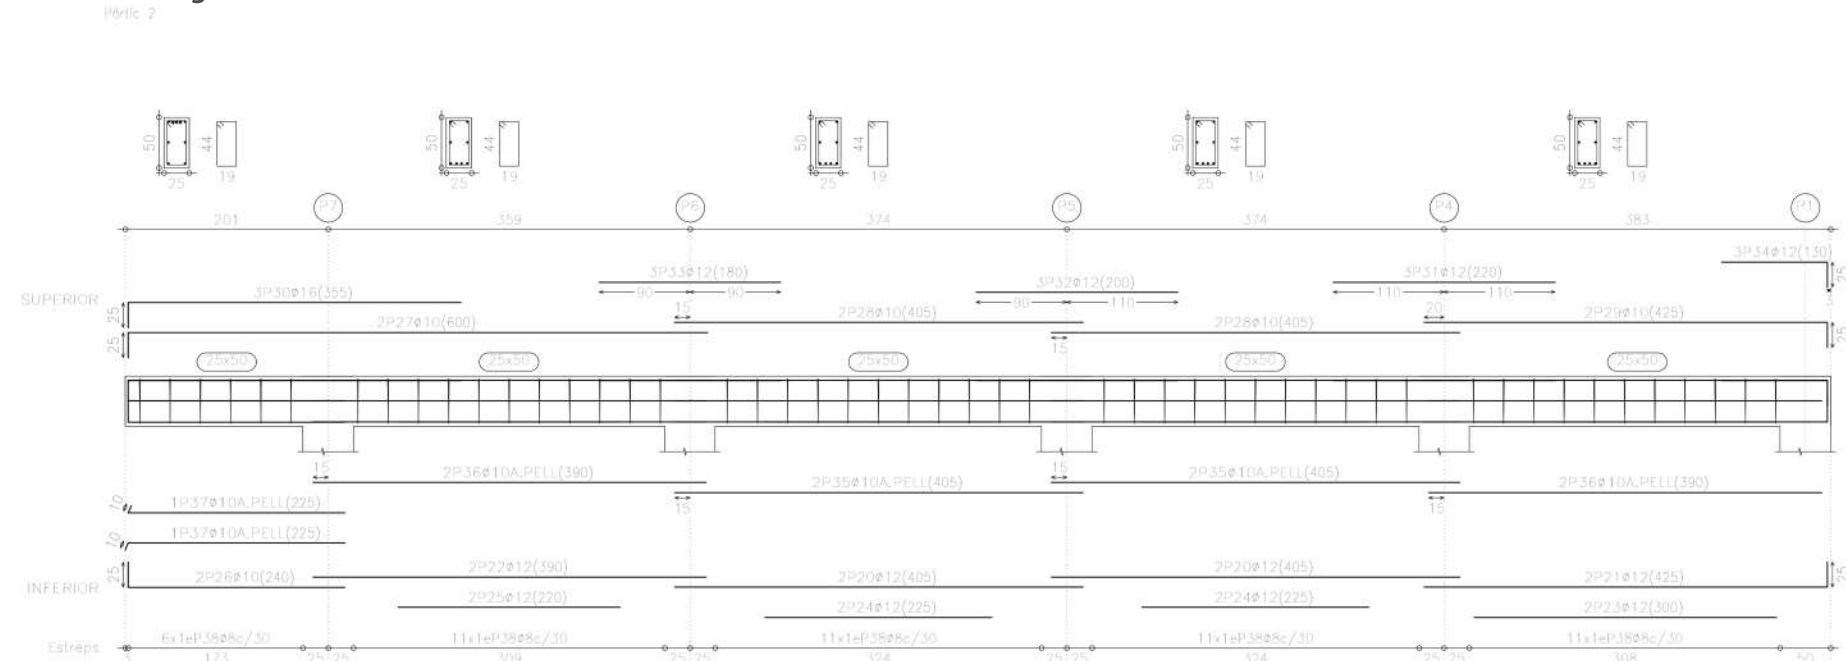 Pòrtic 2
50 44 50 44 50 44 50 44 50 44
25 19 25 19 25 19 25 19 25 19
P7 P6 P5 P4 P1
201 359 374 374 383
3P34Ø12(130)
3P33Ø12(180) 3P31Ø12(220) 25
90 90 3P32Ø12(200) 110 110 3
SUPERIOR 3P30Ø16(355) 15 90 110 20
25 2P28Ø10(405) 2P29Ø10(425)
2P27Ø10(600) 2P28Ø10(405) 25
25 15
25x50 25x50 25x50 25x50 25x50
15 2P36Ø10A.PELL(390) 15 2P35Ø10A.PELL(405)
2P35Ø10A.PELL(405) 2P36Ø10A.PELL(390)
10 1P37Ø10A.PELL(225) 15 15
10 1P37Ø10A.PELL(225)
2P22Ø12(390) 2P20Ø12(405)
INFERIOR 25 2P26Ø10(240) 2P20Ø12(405) 2P21Ø12(425) 25
2P25Ø12(220) 2P24Ø12(225)
2P24Ø12(225) 2P23Ø12(300)
Estreps 6x1eP38Ø8c/30 11x1eP38Ø8c/30 11x1eP38Ø8c/30 11x1eP38Ø8c/30 11x1eP38Ø8c/30
3 173 25 25 309 25 25 324 25 25 324 25 25 308 50